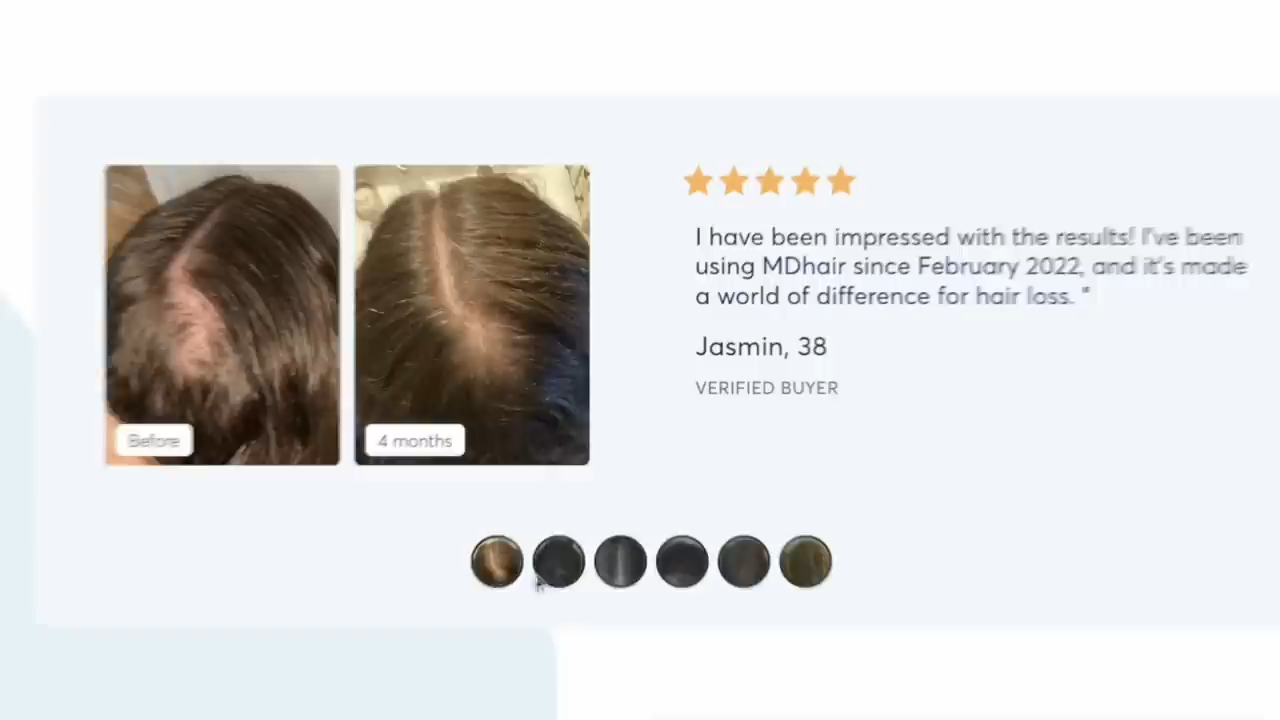 I have been impressed with the results! I've been
using MDhair since February 2022, and it's made
a world of difference for hair loss. "
Jasmin, 38
VERIFIED BUYER
Before
4 months